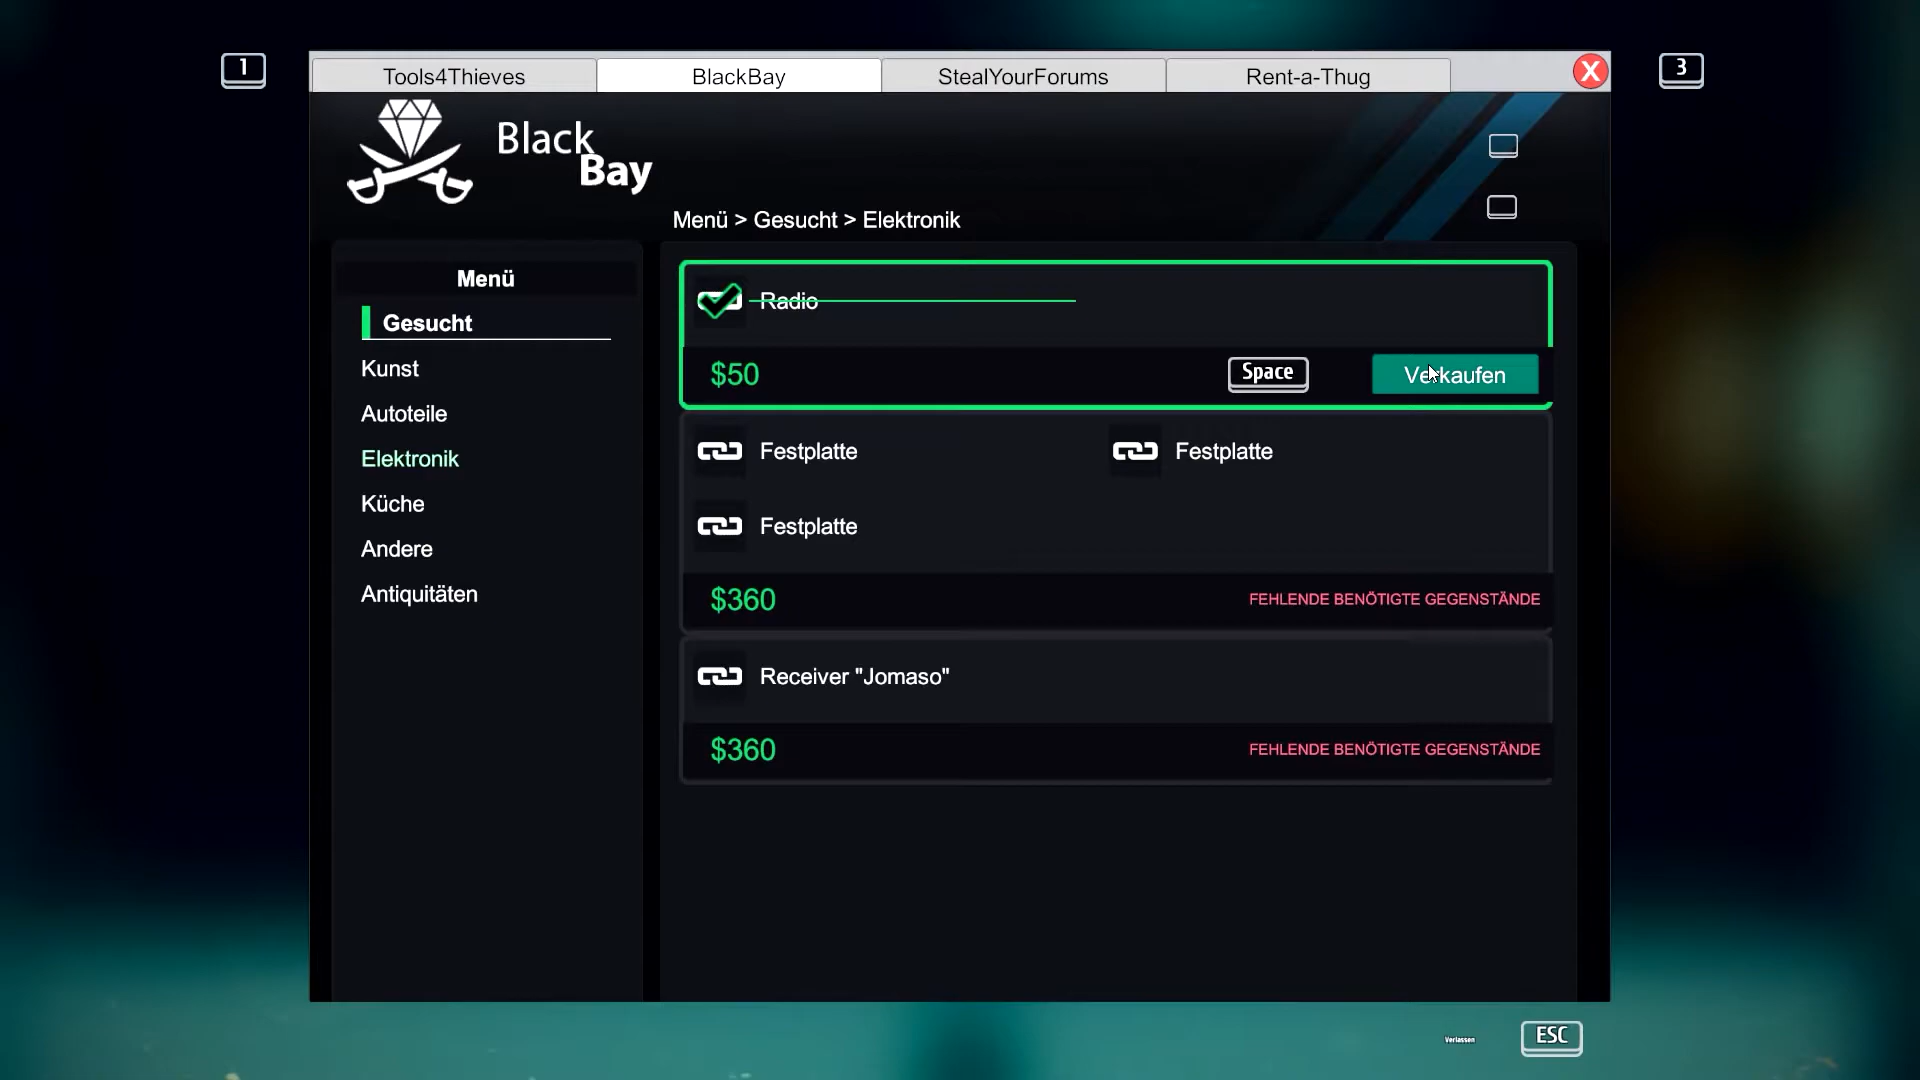 1
3
Tools4Thieves
BlackBay
StealYourForums
Rent-a-Thug
X
Black
Bay
Menü > Gesucht > Elektronik
Menü
Gesucht
Kunst
Autoteile
Elektronik
Küche
Andere
Antiquitäten
Radio
$50
Space
Verkaufen
Festplatte
Festplatte
Festplatte
$360
FEHLENDE BENÖTIGTE GEGENSTÄNDE
Receiver "Jomaso"
$360
FEHLENDE BENÖTIGTE GEGENSTÄNDE
Verlassen
ESC